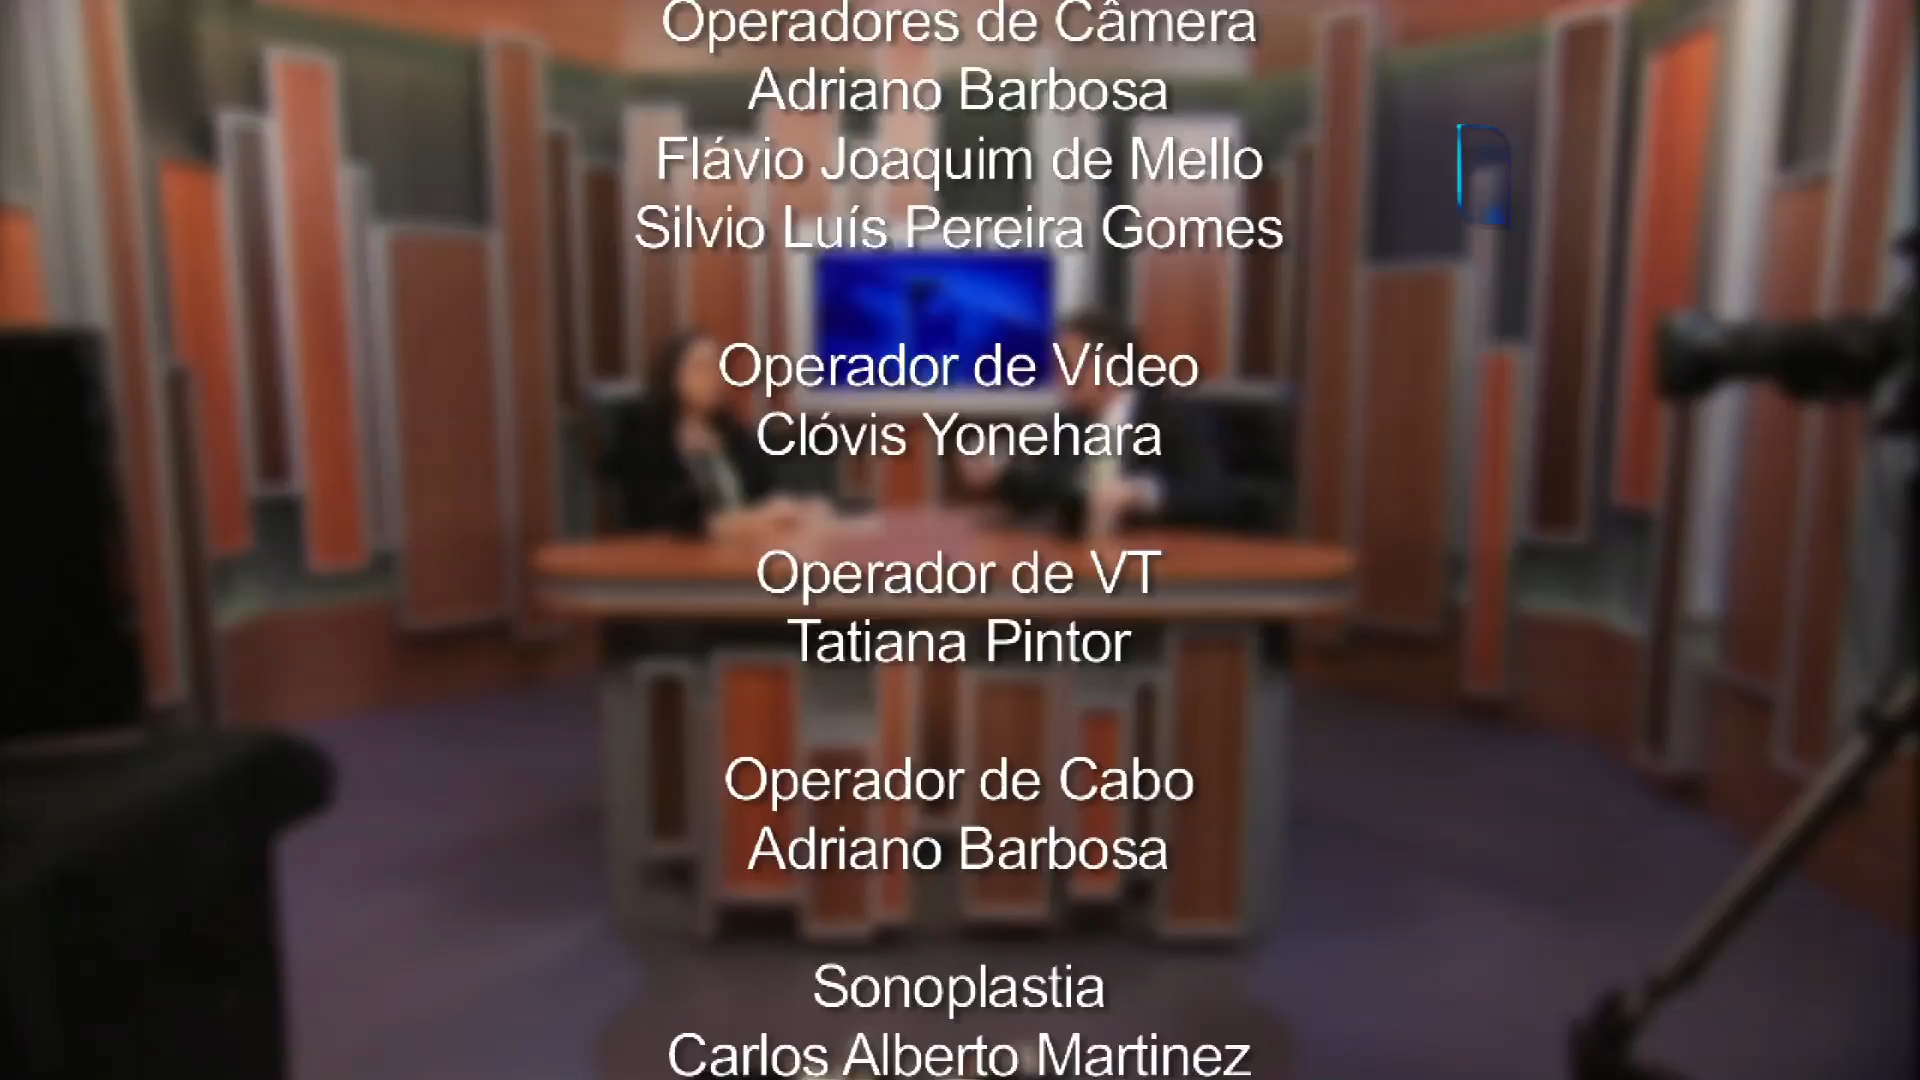 Operadores de Câmera
Adriano Barbosa
Flávio Joaquim de Mello
Silvio Luís Pereira Gomes
Operador de Vídeo
Clóvis Yonehara
Operador de VT
Tatiana Pintor
Operador de Cabo
Adriano Barbosa
Sonoplastia
Carlos Alberto Martinez